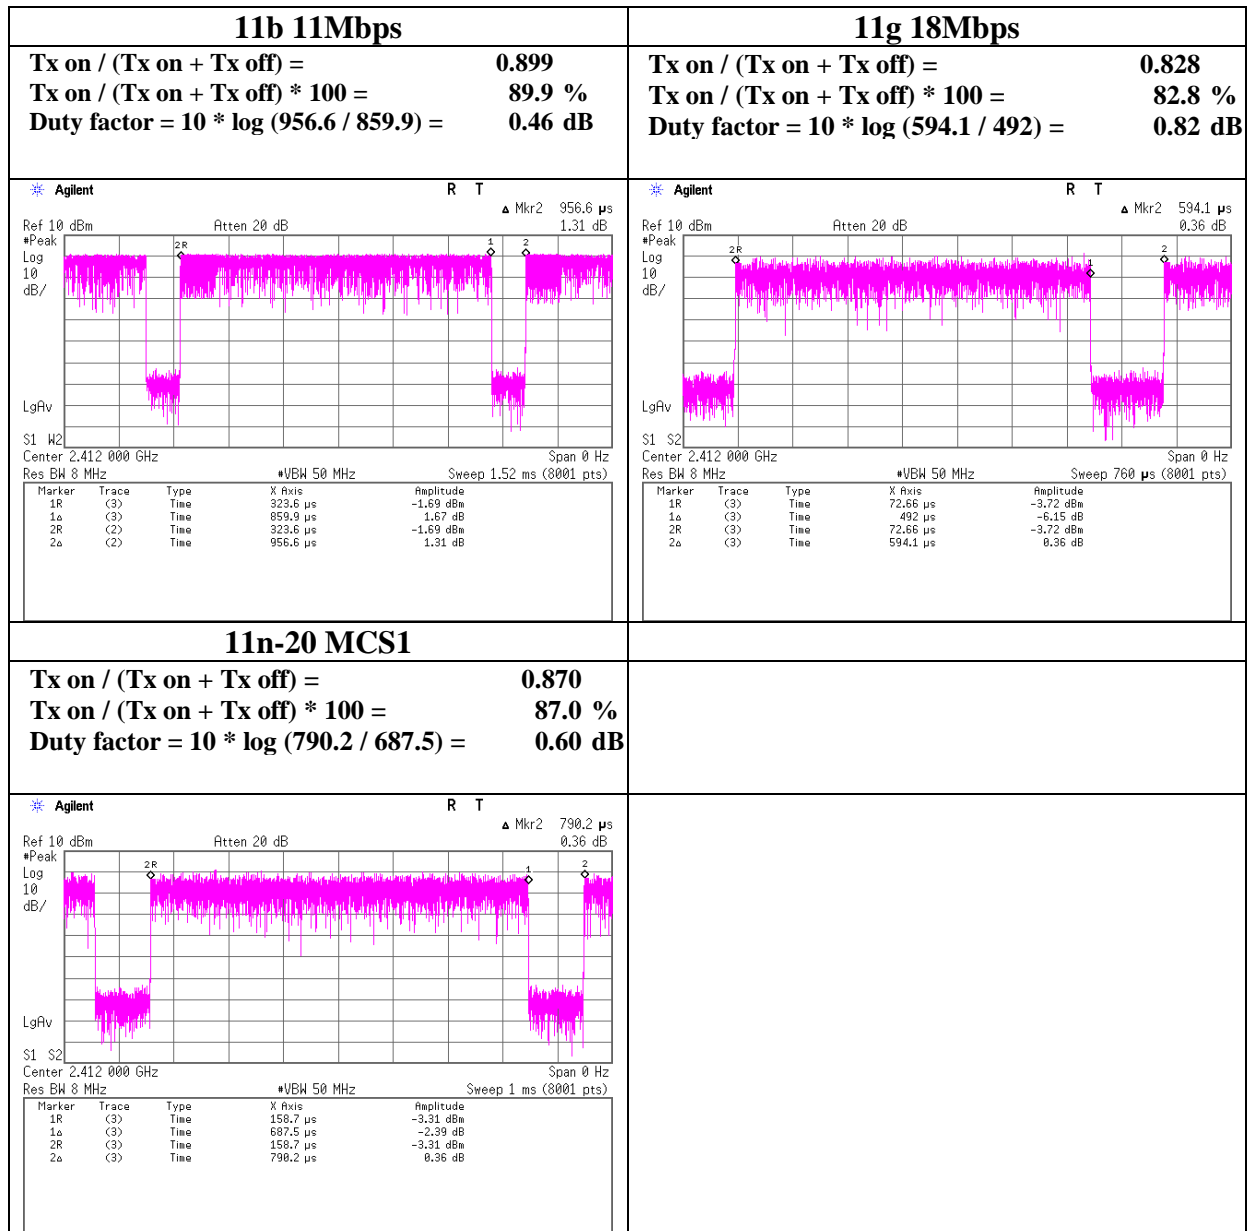 11b 11Mbps
Tx on / (Tx on + Tx off) = 0.899
Tx on / (Tx on + Tx off) * 100 = 89.9 %
Duty factor = 10 * log (956.6 / 859.9) = 0.46 dB
Agilent R T
Δ Mkr2 956.6 µs
Ref 10 dBm Atten 20 dB 1.31 dB
#Peak
Log
10
dB/
2R 1 2
LgAv
S1 W2
Center 2.412 000 GHz Span 0 Hz
Res BW 8 MHz #VBW 50 MHz Sweep 1.52 ms (8001 pts)
Marker Trace Type X Axis Amplitude
1R (3) Time 323.6 µs -1.69 dBm
1Δ (3) Time 859.9 µs 1.67 dB
2R (2) Time 323.6 µs -1.69 dBm
2Δ (2) Time 956.6 µs 1.31 dB
11g 18Mbps
Tx on / (Tx on + Tx off) = 0.828
Tx on / (Tx on + Tx off) * 100 = 82.8 %
Duty factor = 10 * log (594.1 / 492) = 0.82 dB
Agilent R T
Δ Mkr2 594.1 µs
Ref 10 dBm Atten 20 dB 0.36 dB
#Peak
Log
10
dB/
2R 1 2
LgAv
S1 S2
Center 2.412 000 GHz Span 0 Hz
Res BW 8 MHz #VBW 50 MHz Sweep 760 µs (8001 pts)
Marker Trace Type X Axis Amplitude
1R (3) Time 72.66 µs -3.72 dBm
1Δ (3) Time 492 µs -6.15 dB
2R (3) Time 72.66 µs -3.72 dBm
2Δ (3) Time 594.1 µs 0.36 dB
11n-20 MCS1
Tx on / (Tx on + Tx off) = 0.870
Tx on / (Tx on + Tx off) * 100 = 87.0 %
Duty factor = 10 * log (790.2 / 687.5) = 0.60 dB
Agilent R T
Δ Mkr2 790.2 µs
Ref 10 dBm Atten 20 dB 0.36 dB
#Peak
Log
10
dB/
2R 1 2
LgAv
S1 S2
Center 2.412 000 GHz Span 0 Hz
Res BW 8 MHz #VBW 50 MHz Sweep 1 ms (8001 pts)
Marker Trace Type X Axis Amplitude
1R (3) Time 158.7 µs -3.31 dBm
1Δ (3) Time 687.5 µs -2.39 dB
2R (3) Time 158.7 µs -3.31 dBm
2Δ (3) Time 790.2 µs 0.36 dB